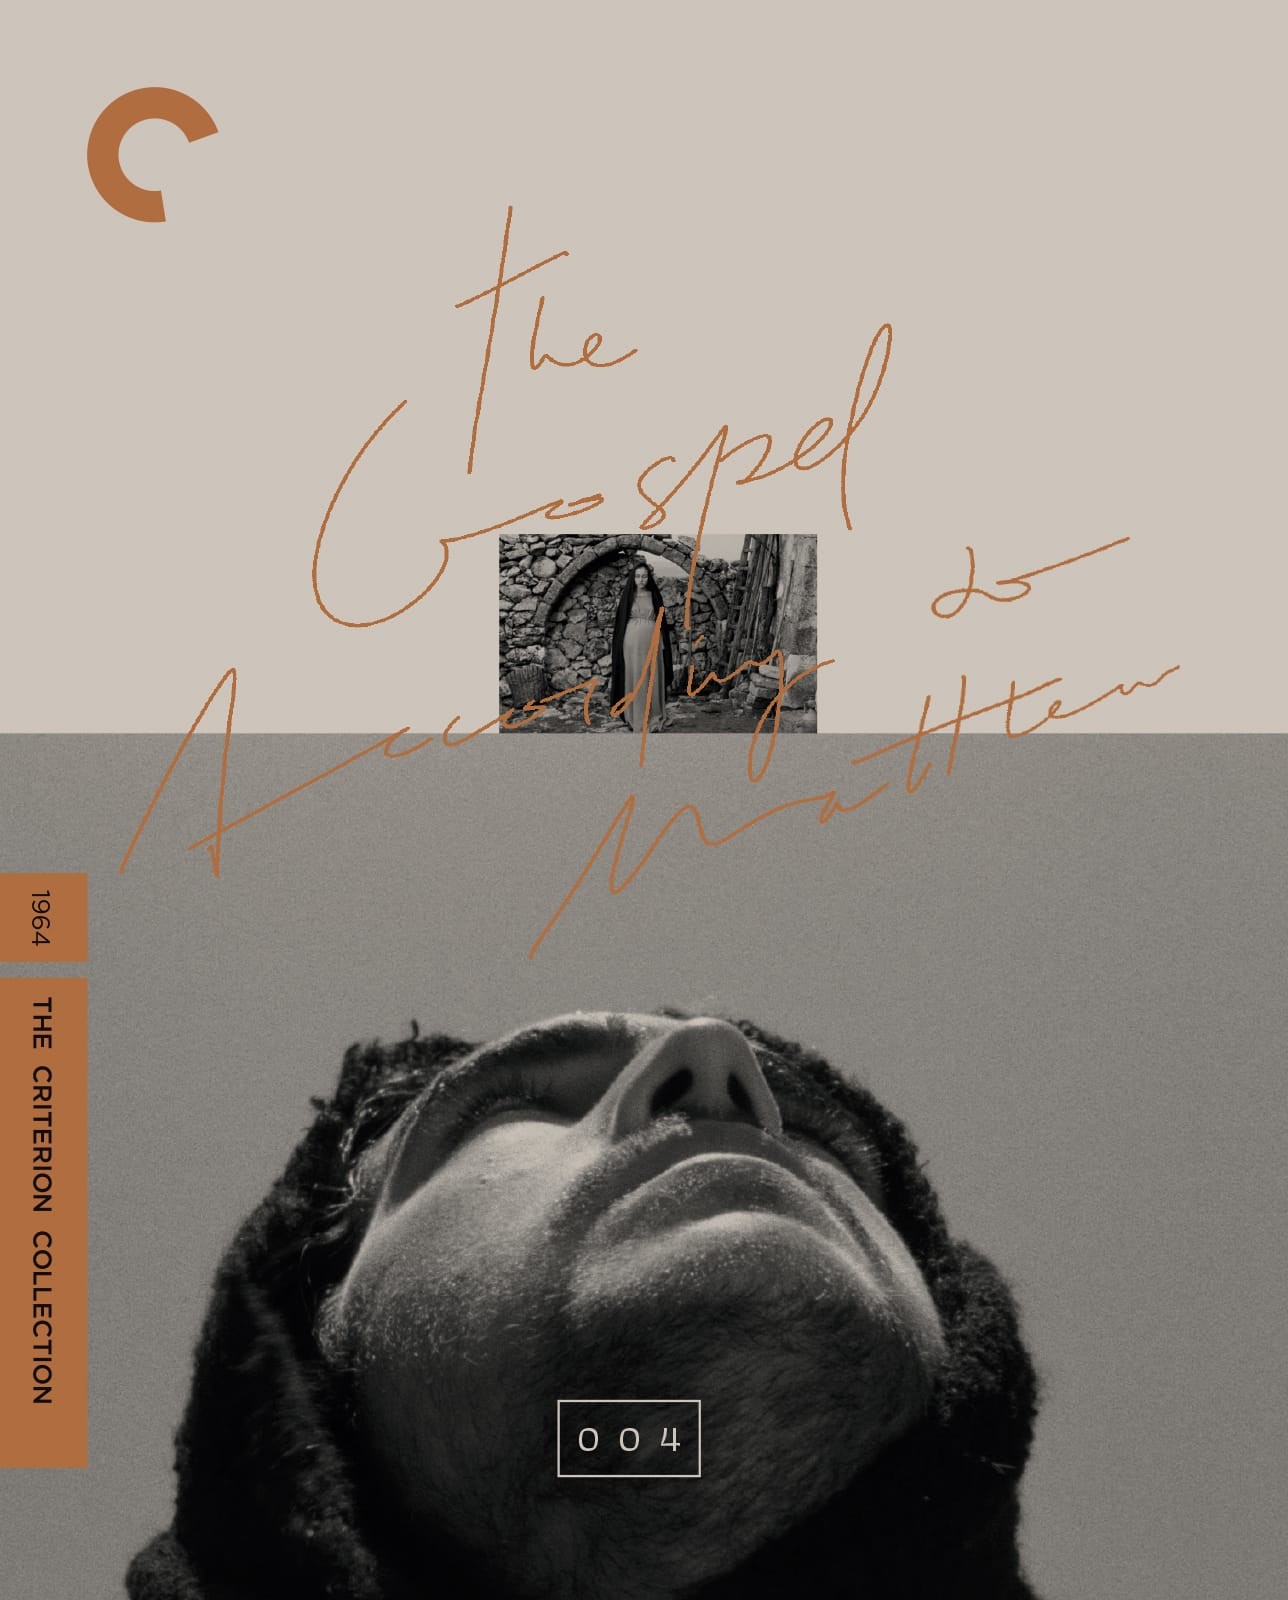 the
Gospel
According to
Matthew
1964
THE CRITERION COLLECTION
004